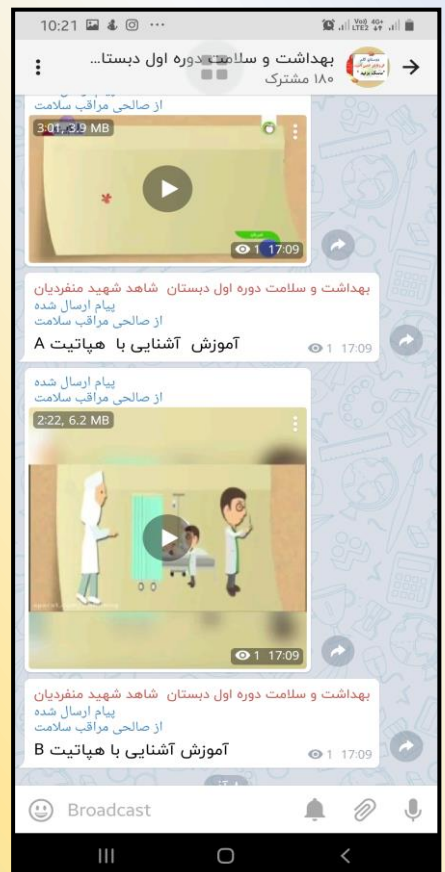 10:21
Vo)) 4G+
LTE2
بهداشت و سلامت دوره اول دبستا...
۱۸۰ مشترک
از صالحی مراقب سلامت
3:01, 3.9 MB
1 17:09
بهداشت و سلامت دوره اول دبستان شاهد شهید منفردیان
پیام ارسال شده
از صالحی مراقب سلامت
آموزش آشنایی با هپاتیت A
1 17:09
پیام ارسال شده
از صالحی مراقب سلامت
2:22, 6.2 MB
1 17:09
بهداشت و سلامت دوره اول دبستان شاهد شهید منفردیان
پیام ارسال شده
از صالحی مراقب سلامت
آموزش آشنایی با هپاتیت B
1 17:09
Broadcast